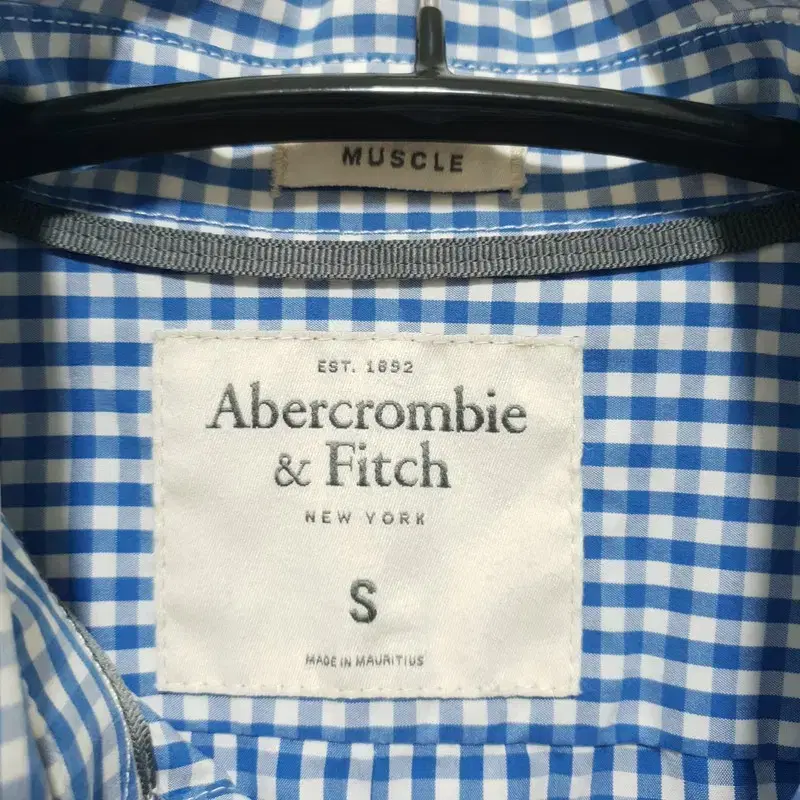 MUSCLE
EST. 1892
Abercrombie
& Fitch
NEW YORK
S
MADE IN MAURITIUS